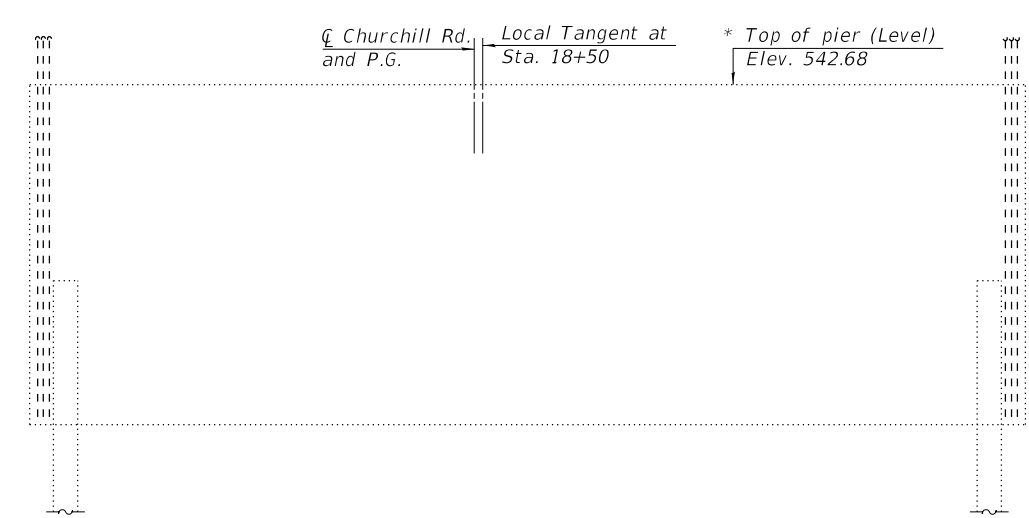 ℄ Churchill Rd.
and P.G.
Local Tangent at
Sta. 18+50
* Top of pier (Level)
Elev. 542.68